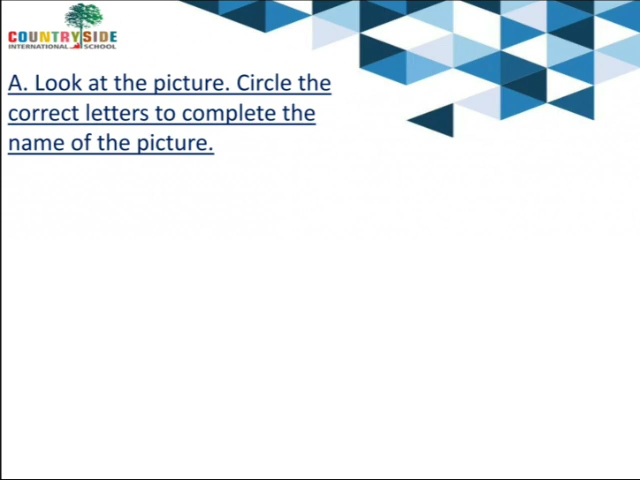 COUNTRYSIDE
INTERNATIONAL SCHOOL
A. Look at the picture. Circle the
correct letters to complete the
name of the picture.